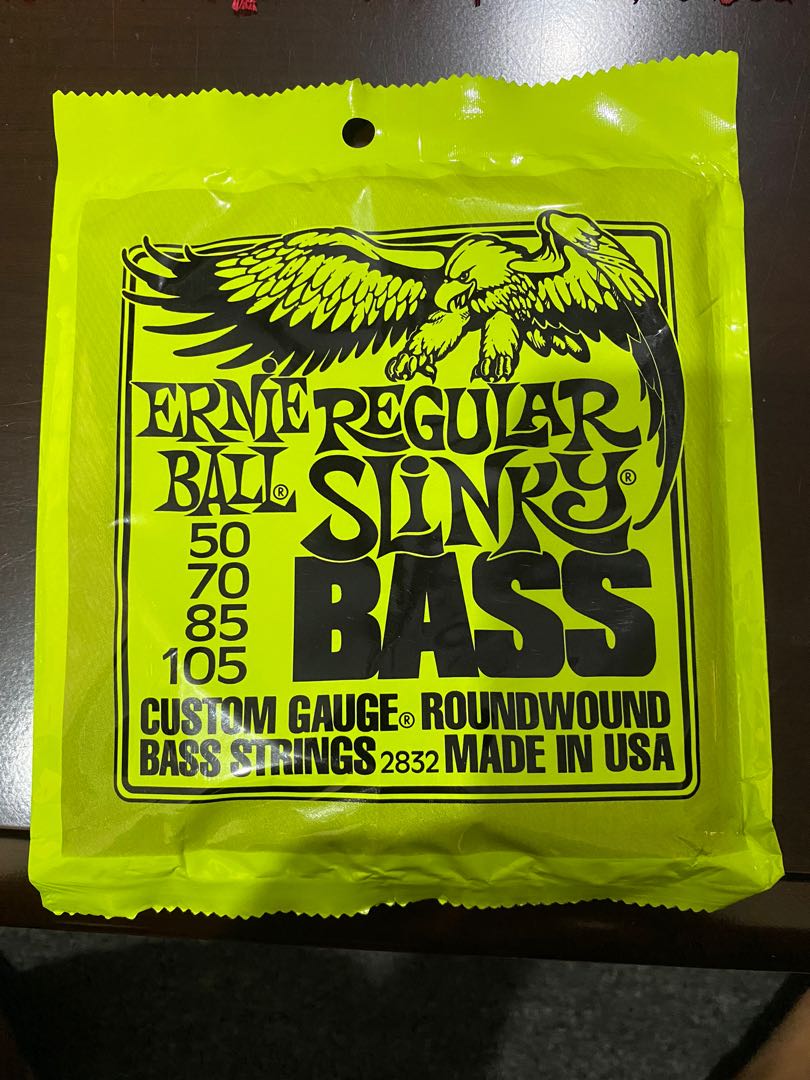 ERNIE
BALL®
REGULAR
SLINKY®
BASS
50
70
85
105
CUSTOM GAUGE® ROUNDWOUND
BASS STRINGS 2832 MADE IN USA